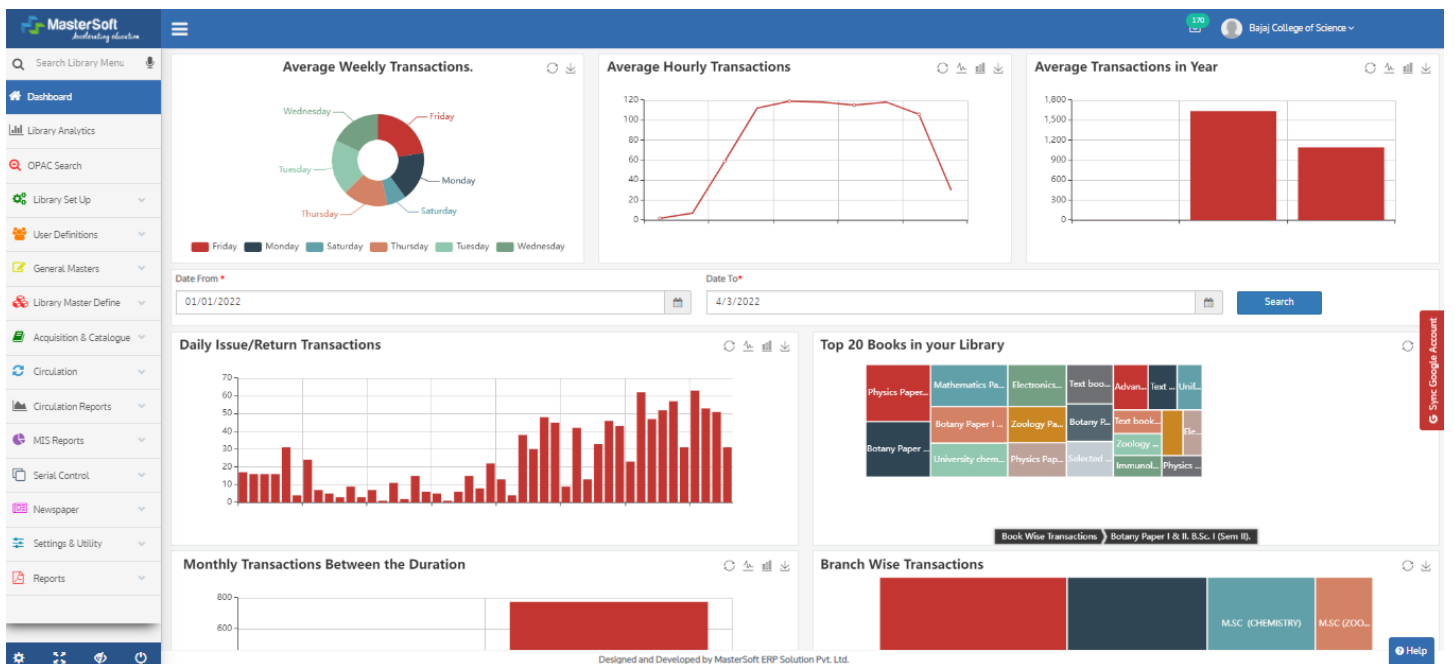 MasterSoft
Accelerating education
170
Bajaj College of Science
Search Library Menu
Dashboard
Library Analytics
OPAC Search
Library Set Up
User Definitions
General Masters
Library Master Define
Acquisition & Catalogue
Circulation
Circulation Reports
MIS Reports
Serial Control
Newspaper
Settings & Utility
Reports
Average Weekly Transactions.
Wednesday
Friday
Tuesday
Monday
Thursday
Saturday
Friday Monday Saturday Thursday Tuesday Wednesday
Average Hourly Transactions
120
100
80
60
40
20
0
Average Transactions in Year
1,800
1,500
1,200
900
600
300
0
Date From *
01/01/2022
Date To*
4/3/2022
Search
Daily Issue/Return Transactions
70
60
50
40
30
20
10
0
Top 20 Books in your Library
Physics Paper...
Mathematics Pa...
Electronics...
Text boo...
Advan...
Text ...
Unif...
Botany Paper I ...
Zoology Pa...
Botany P...
Text book...
Ele...
Botany Paper ...
University chem...
Physics Pap...
Selected ...
Zoology ...
Immunol...
Physics ...
Book Wise Transactions
Botany Paper I & II. B.Sc. I (Sem II).
Sync Google Account
Monthly Transactions Between the Duration
800
600
Branch Wise Transactions
M.SC (CHEMISTRY)
M.SC (ZOO...
Help
Designed and Developed by MasterSoft ERP Solution Pvt. Ltd.